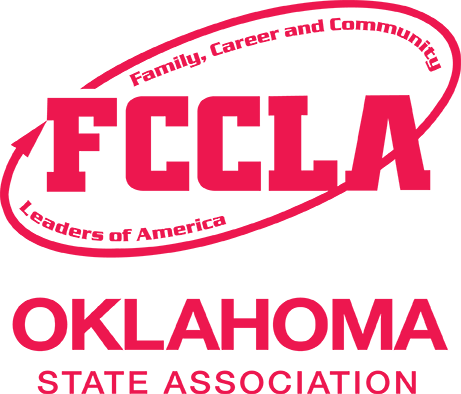 Family, Career and Community
FCCLA
Leaders of America
OKLAHOMA
STATE ASSOCIATION